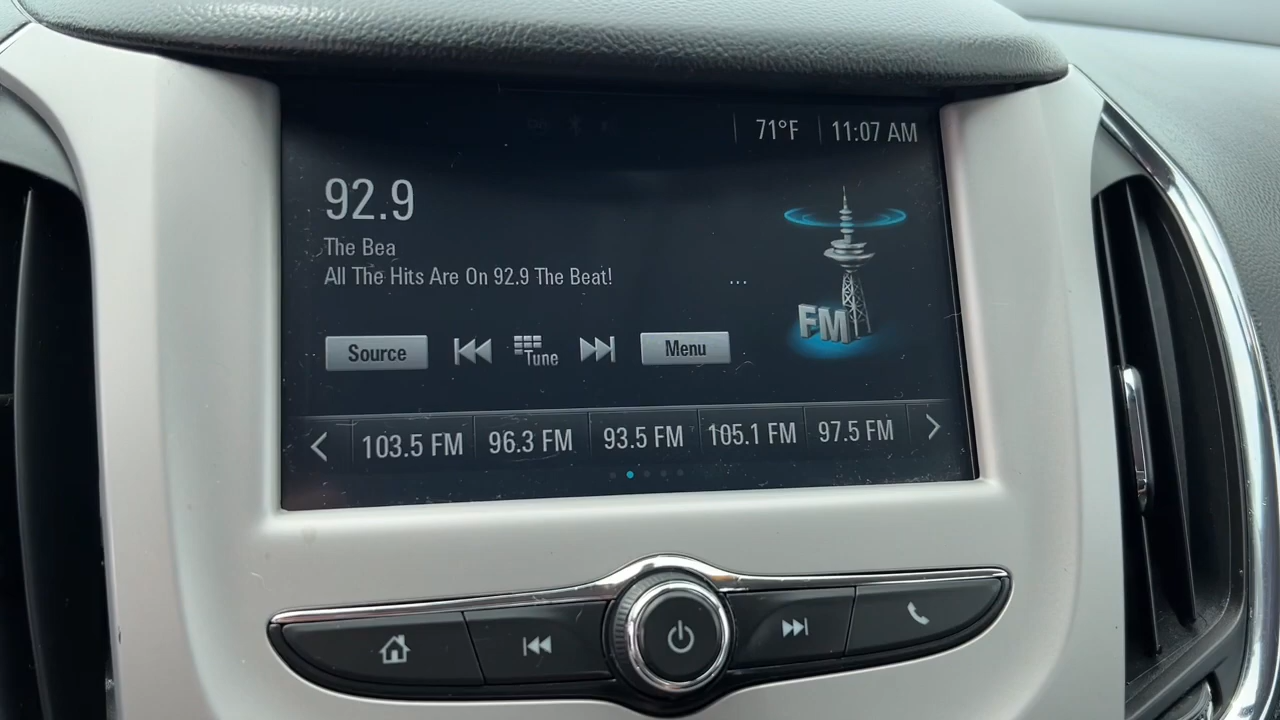 71°F 11:07 AM
92.9
The Bea
All The Hits Are On 92.9 The Beat! ...
FM
Source Tune Menu
103.5 FM 96.3 FM 93.5 FM 105.1 FM 97.5 FM